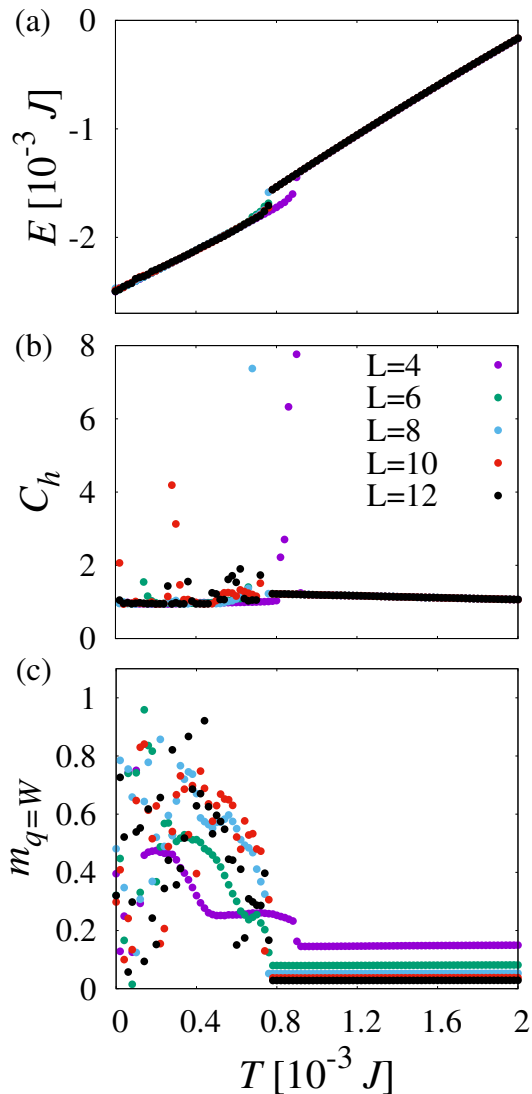 (a)
E [10⁻³ J]
0
-1
-2
(b)
C_h
8
6
4
2
0
L=4
L=6
L=8
L=10
L=12
(c)
m_{q=W}
1
0.8
0.6
0.4
0.2
0
0 0.4 0.8 1.2 1.6 2
T [10⁻³ J]